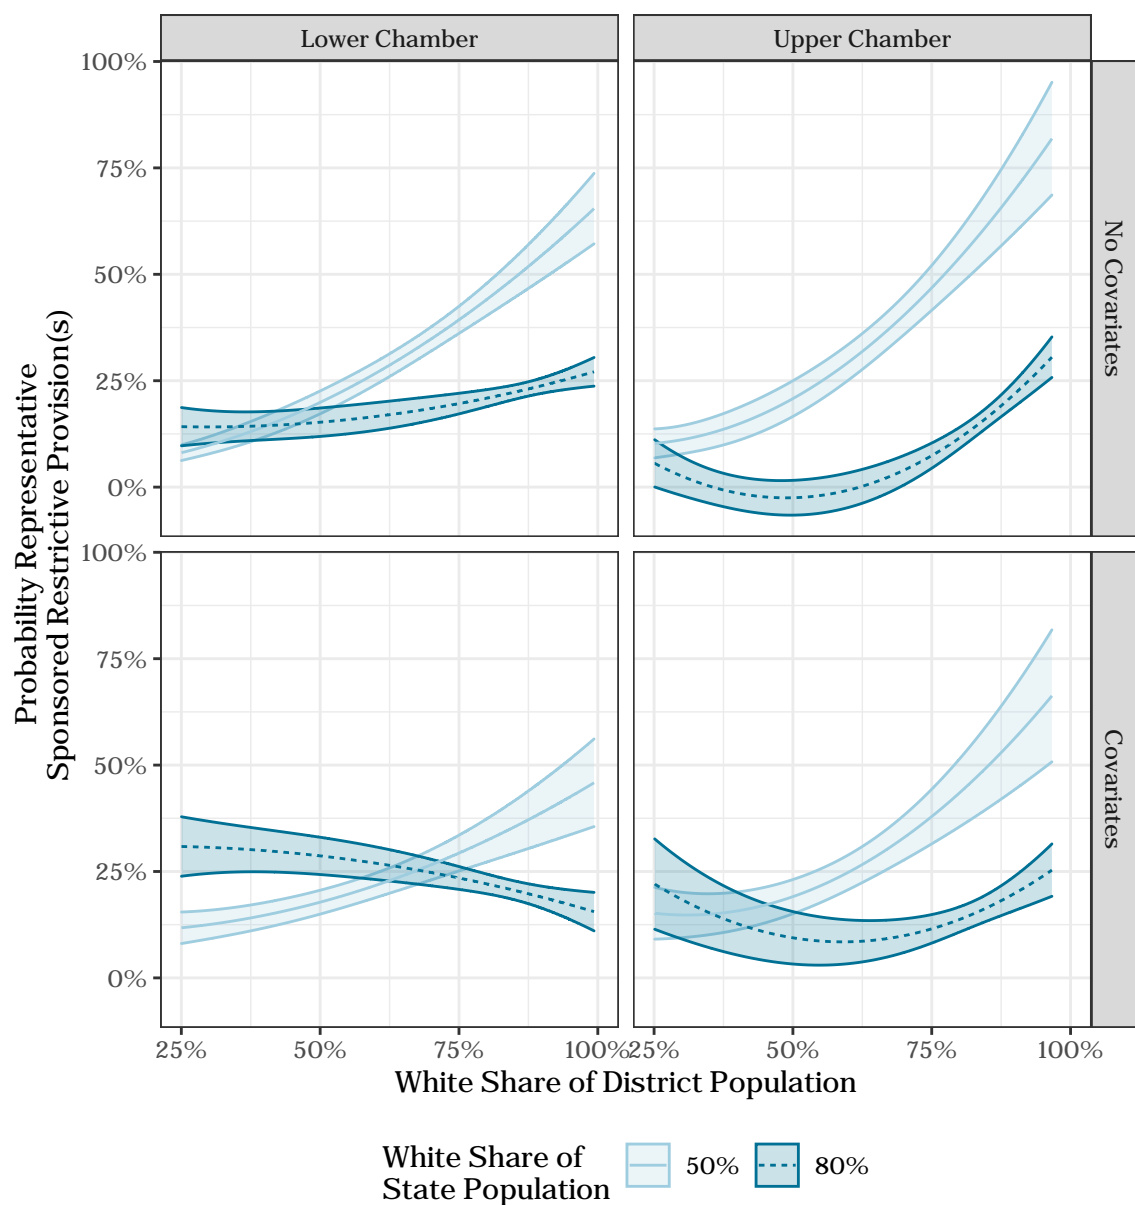 Lower Chamber
Upper Chamber
100%
75%
50%
25%
0%
No Covariates
100%
75%
50%
25%
0%
Covariates
Probability Representative
Sponsored Restrictive Provision(s)
25%
50%
75%
100%
25%
50%
75%
100%
White Share of District Population
White Share of
State Population
50%
80%